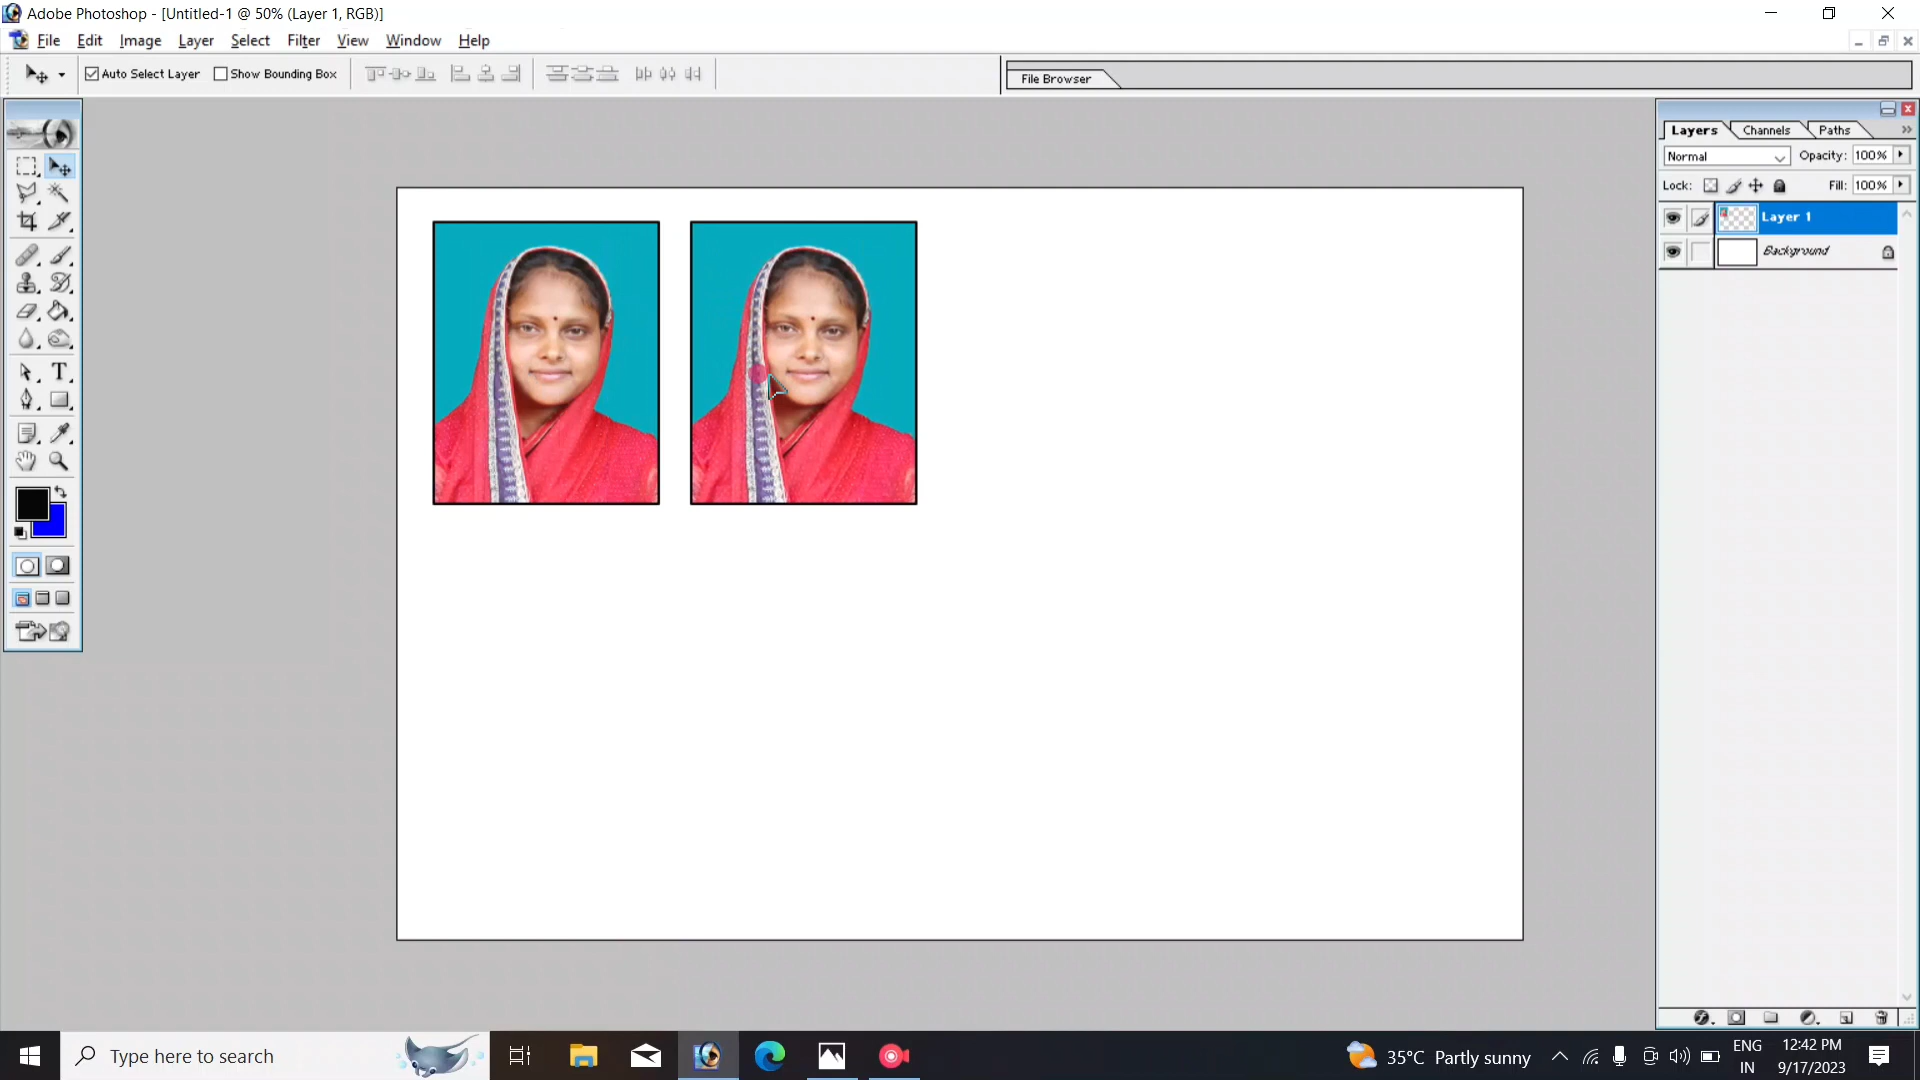 Adobe Photoshop - [Untitled-1 @ 50% (Layer 1, RGB)]
File Edit Image Layer Select Filter View Window Help
Auto Select Layer Show Bounding Box File Browser
Layers Channels Paths
Normal Opacity: 100%
Lock: Fill: 100%
Layer 1
Background
T
Type here to search
35°C Partly sunny
ENG
IN
12:42 PM
9/17/2023